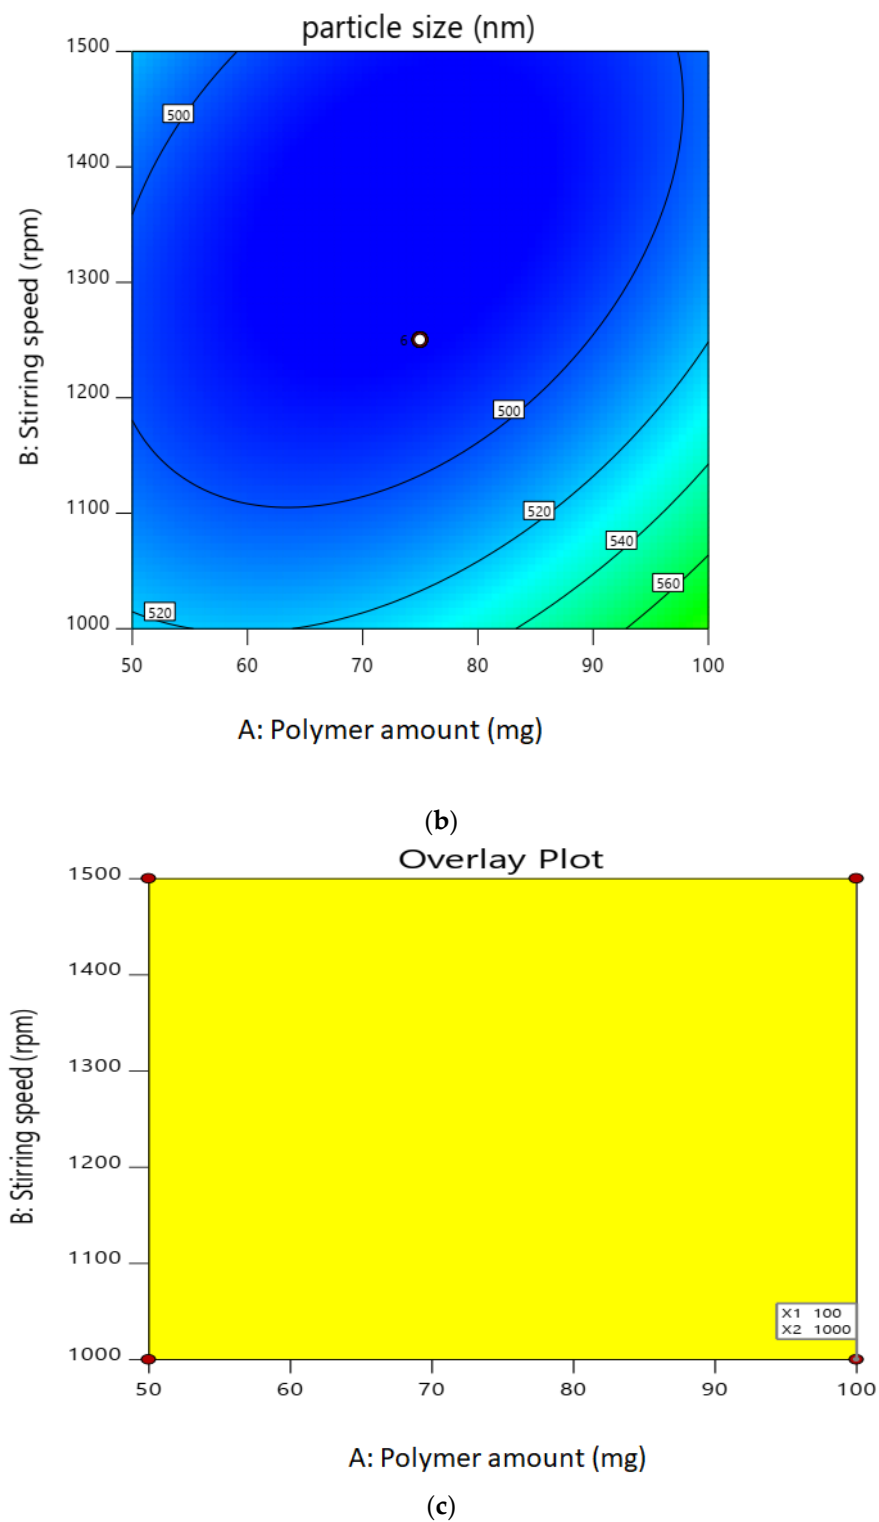 particle size (nm)
1500
1400
1300
1200
1100
1000
B: Stirring speed (rpm)
500
6
500
520
540
560
520
50 60 70 80 90 100
A: Polymer amount (mg)
(b)
Overlay Plot
1500
1400
1300
1200
1100
1000
B: Stirring speed (rpm)
X1 100
X2 1000
50 60 70 80 90 100
A: Polymer amount (mg)
(c)